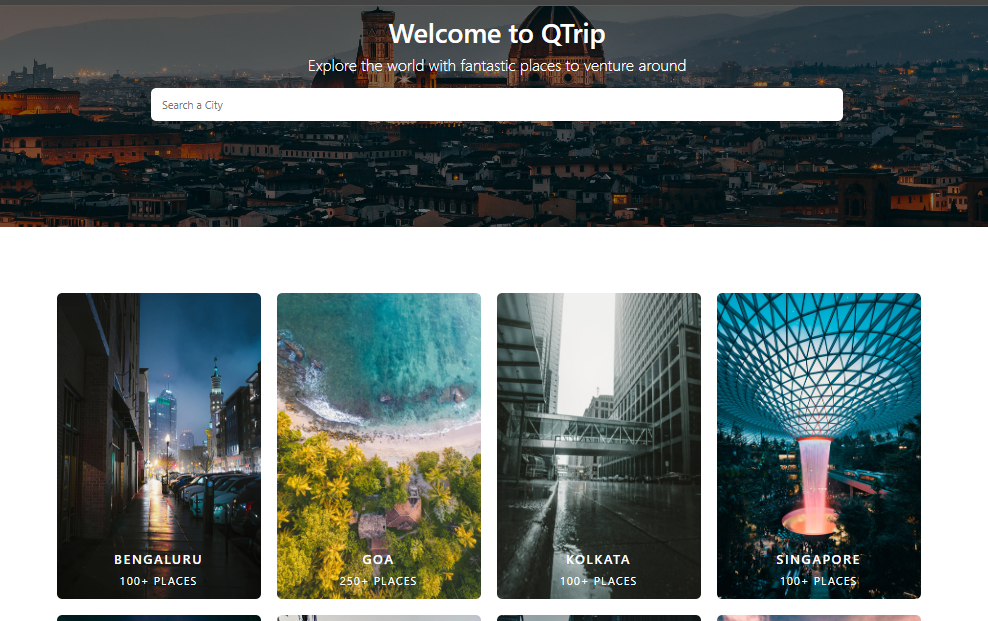 Welcome to QTrip
Explore the world with fantastic places to venture around
Search a City
BENGALURU
100+ PLACES
GOA
250+ PLACES
KOLKATA
100+ PLACES
SINGAPORE
100+ PLACES